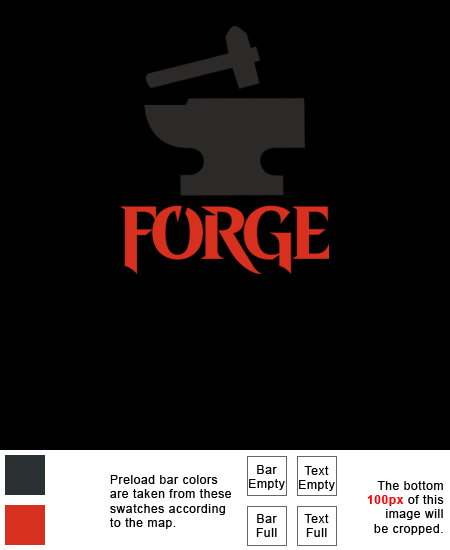 FORGE
Preload bar colors
are taken from these
swatches according
to the map.
Bar
Empty
Text
Empty
Bar
Full
Text
Full
The bottom
100px of this
image will
be cropped.